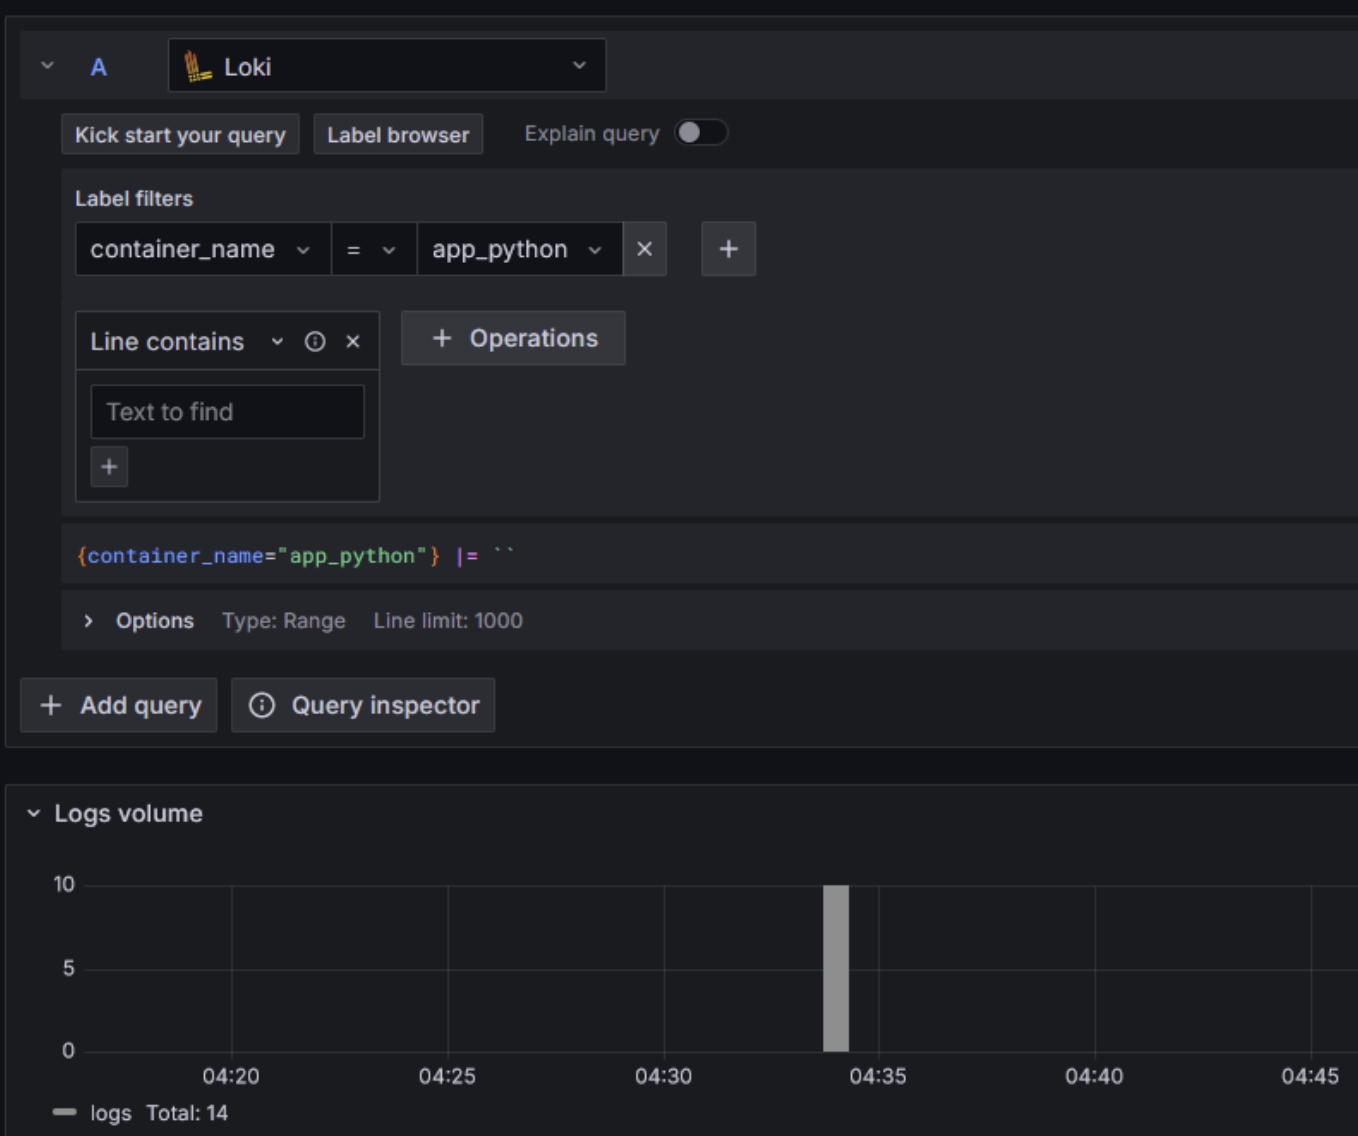 A Loki
Kick start your query Label browser Explain query
Label filters
container_name = app_python
Line contains + Operations
Text to find
+
{container_name="app_python"} |= ``
Options Type: Range Line limit: 1000
+ Add query Query inspector
Logs volume
10
5
0
04:20 04:25 04:30 04:35 04:40 04:45
logs Total: 14